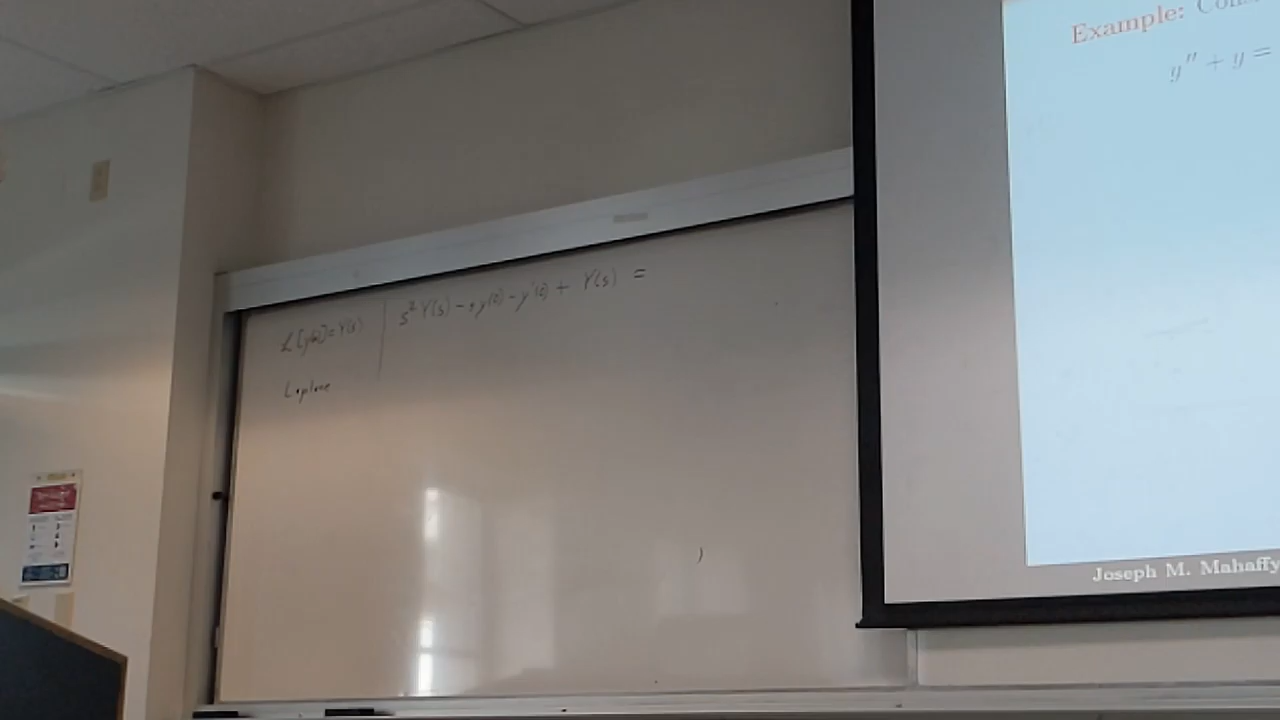 ℒ[y(t)]=Y(s)
s² Y(s) - s y(0) - y'(0) + Y(s) =
Laplace
Example:
y'' + y =
Joseph M. Mahaffy